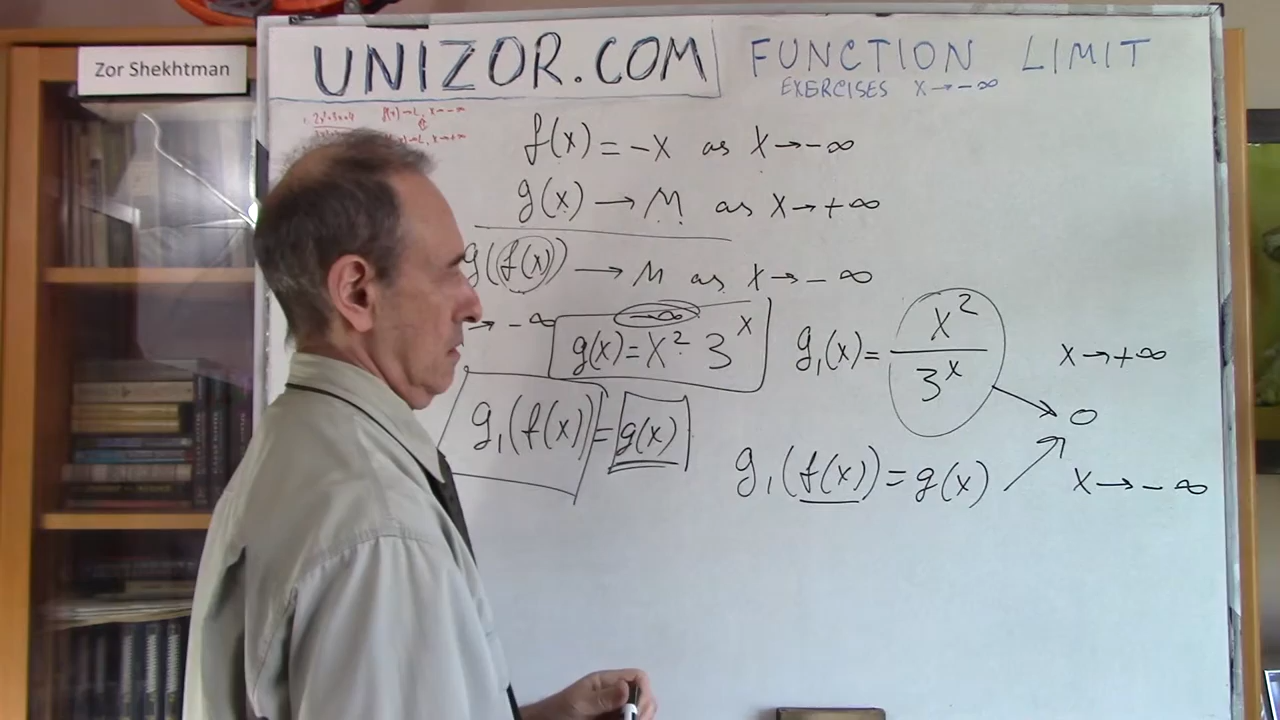 Zor Shekhtman
UNIZOR.COM
FUNCTION LIMIT
EXERCISES x→-∞
f(x)=-x as x→-∞
g(x)→M as x→+∞
g(f(x))→M as x→-∞
→-∞
-∞
g(x)=x² 3ˣ
g₁(x)= x²/3ˣ x→+∞
0
g₁(f(x))=g(x)
g₁(f(x))=g(x) x→-∞